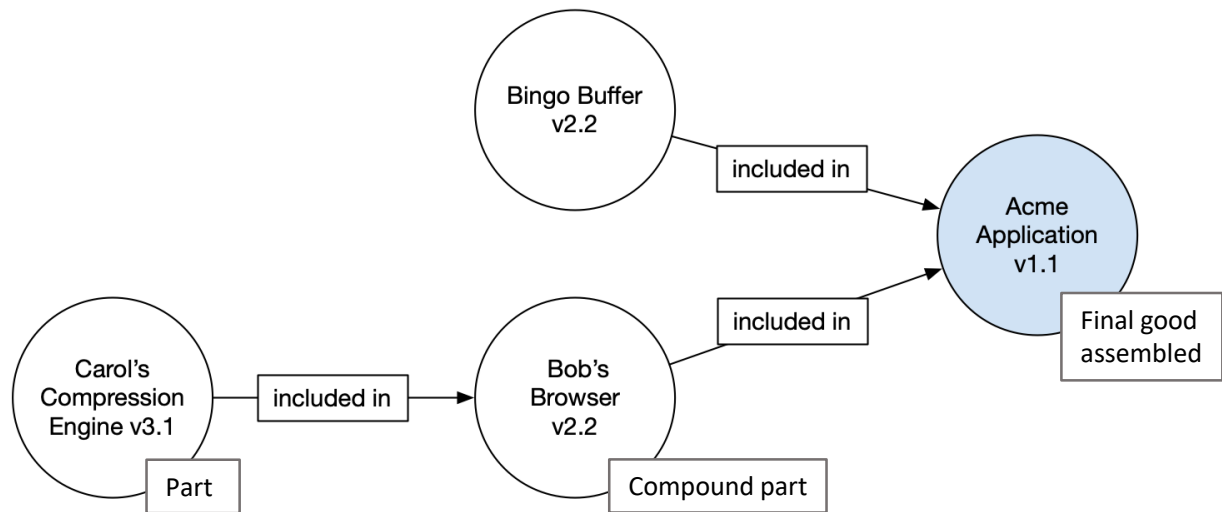 Bingo Buffer
v2.2
included in
Acme
Application
v1.1
Final good
assembled
included in
Carol’s
Compression
Engine v3.1
Part
included in
Bob’s
Browser
v2.2
Compound part